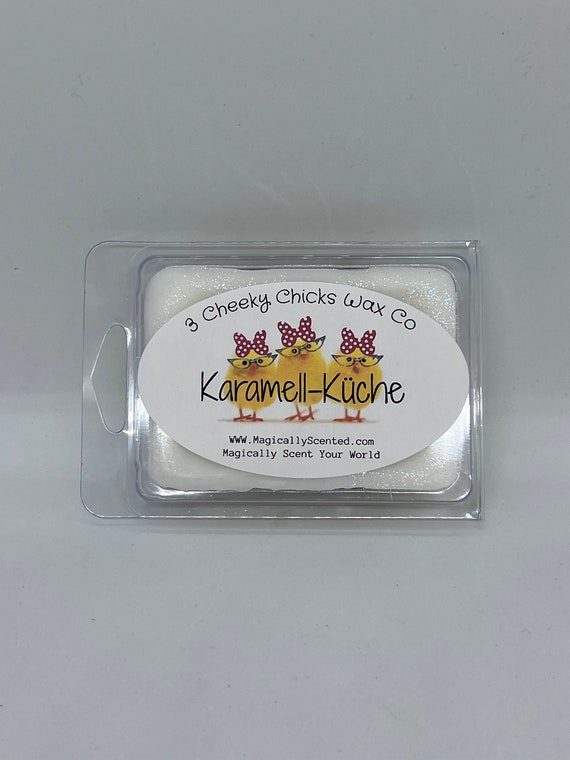 3 Cheeky Chicks Wax Co
Karamell-Küche
WWW.MagicallyScented.com
Magically Scent Your World